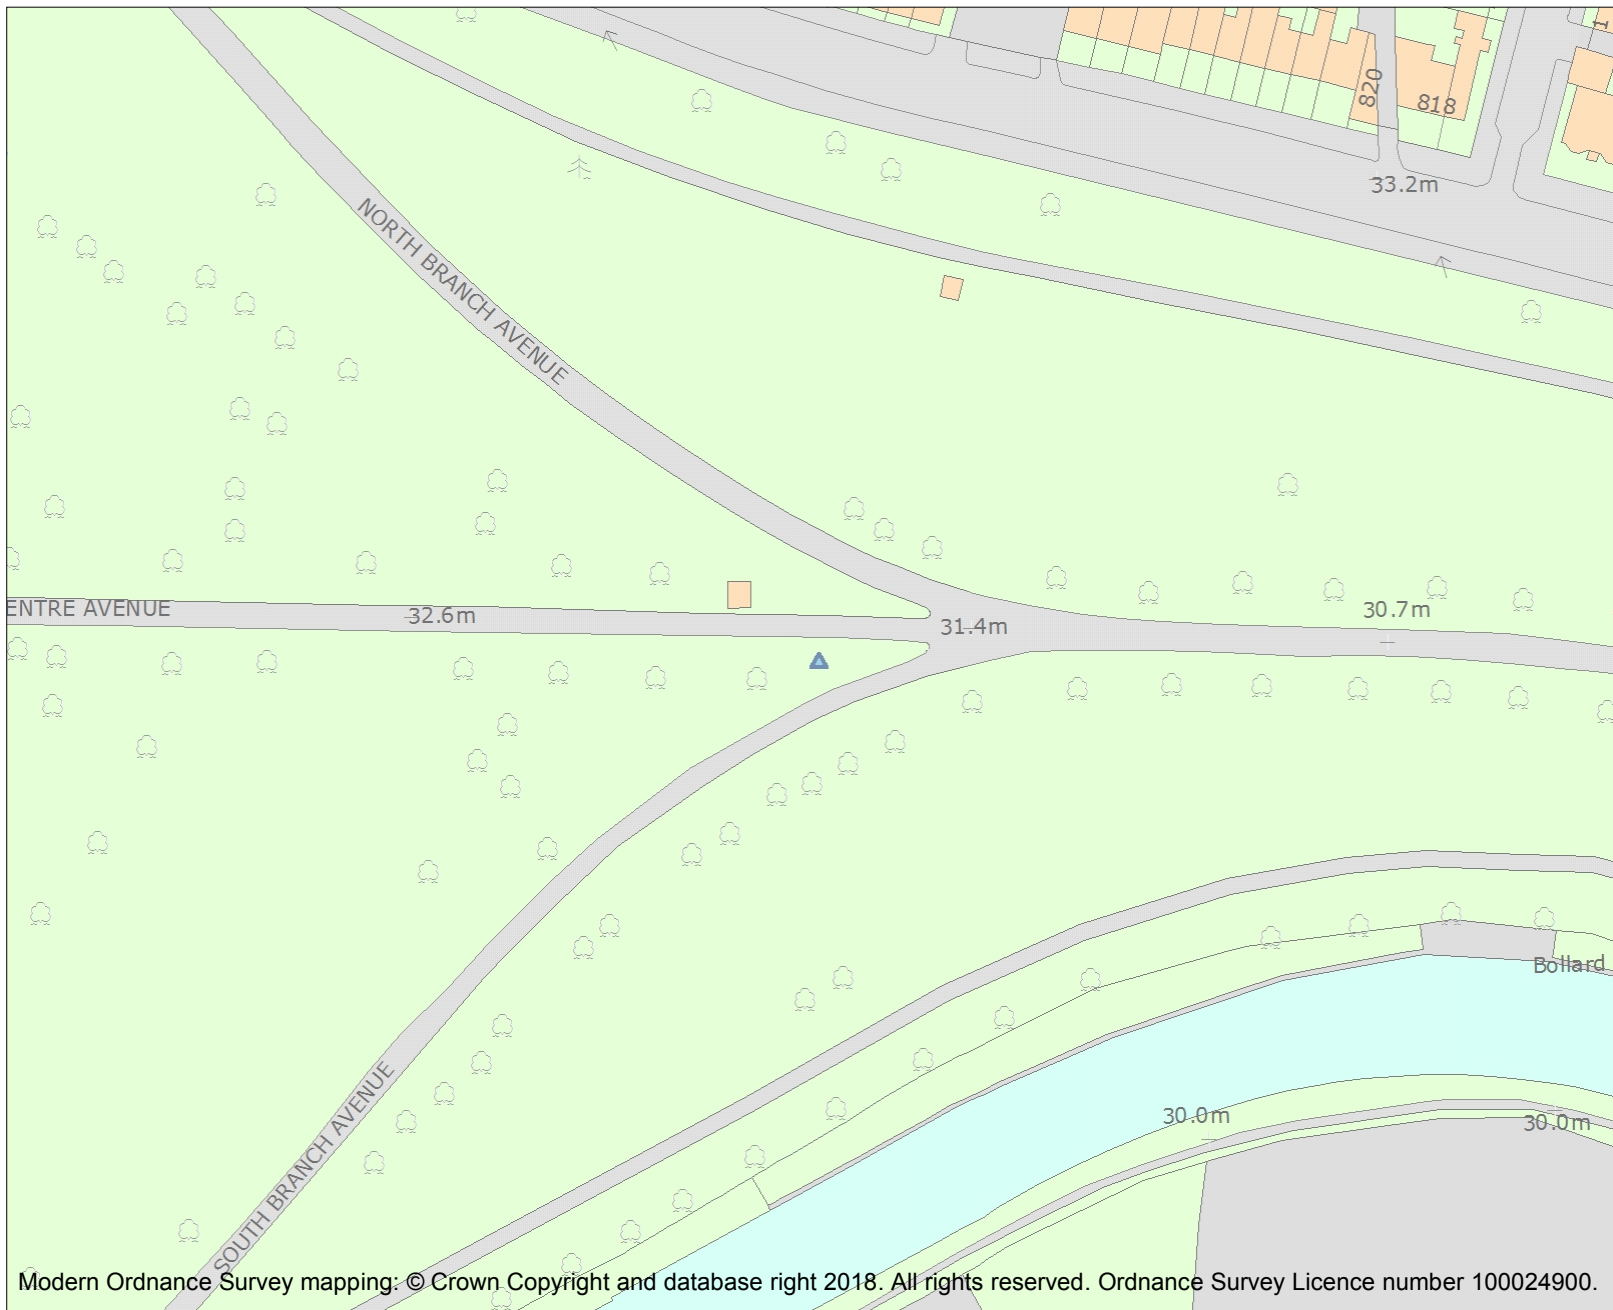 1
820
818
33.2m
NORTH BRANCH AVENUE
ENTRE AVENUE
32.6m
31.4m
30.7m
Bollard
30.0m
30.0m
SOUTH BRANCH AVENUE
Modern Ordnance Survey mapping: © Crown Copyright and database right 2018. All rights reserved. Ordnance Survey Licence number 100024900.